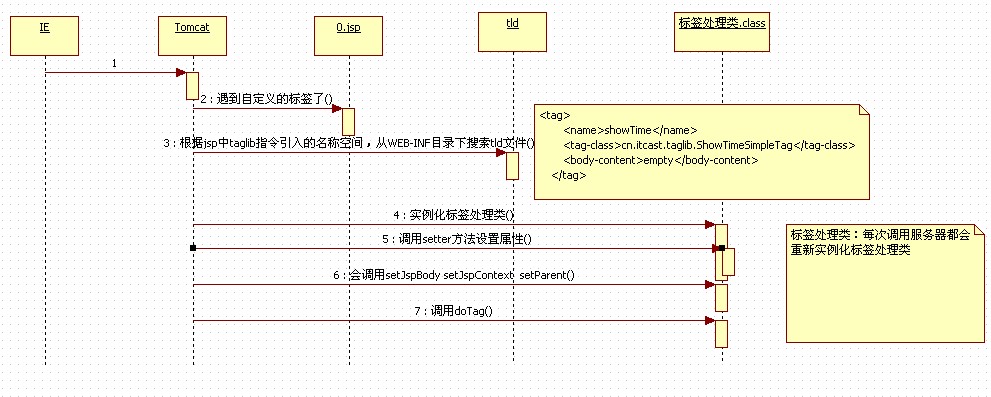 IE
Tomcat
0.jsp
tld
标签处理类.class
1
2 : 遇到自定义的标签了()
3 : 根据jsp中taglib指令引入的名称空间，从WEB-INF目录下搜索tld文件()
<tag>
<name>showTime</name>
<tag-class>cn.itcast.taglib.ShowTimeSimpleTag</tag-class>
<body-content>empty</body-content>
</tag>
4 : 实例化标签处理类()
5 : 调用setter方法设置属性()
6 : 会调用setJspBody setJspContext setParent()
7 : 调用doTag()
标签处理类：每次调用服务器都会
重新实例化标签处理类